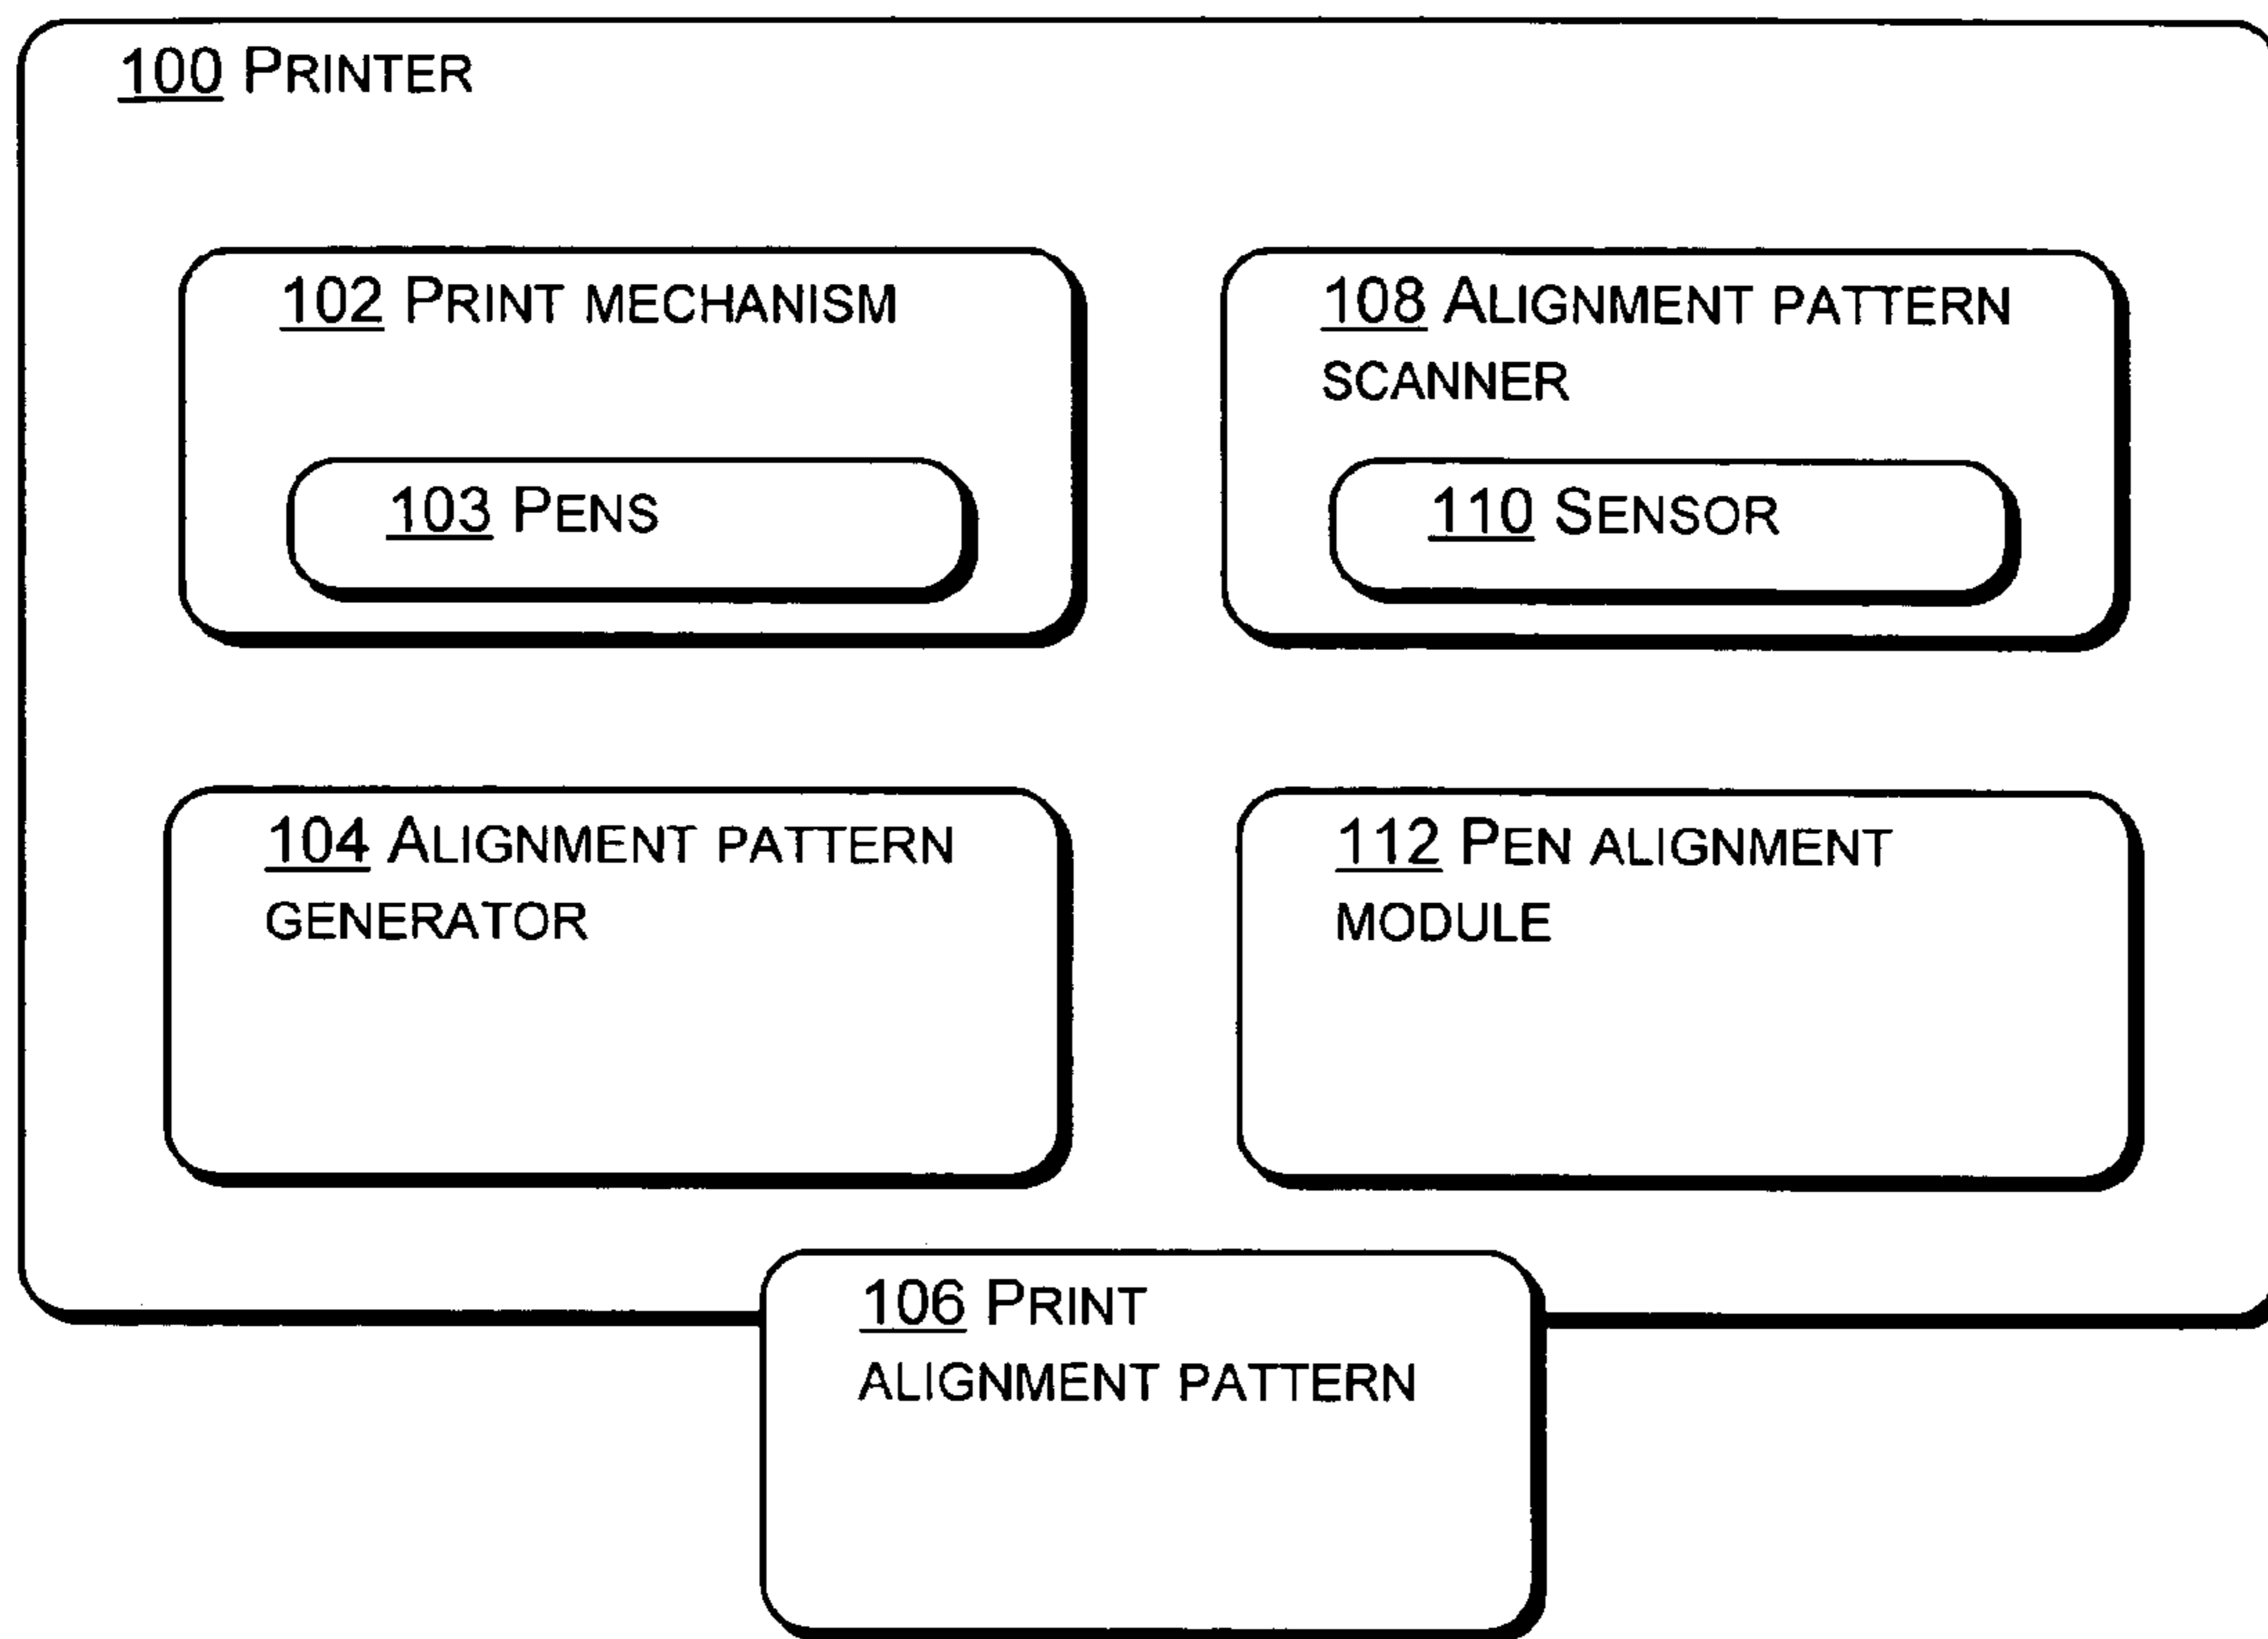 100 PRINTER
102 PRINT MECHANISM
103 PENS
108 ALIGNMENT PATTERN
SCANNER
110 SENSOR
104 ALIGNMENT PATTERN
GENERATOR
112 PEN ALIGNMENT
MODULE
106 PRINT
ALIGNMENT PATTERN